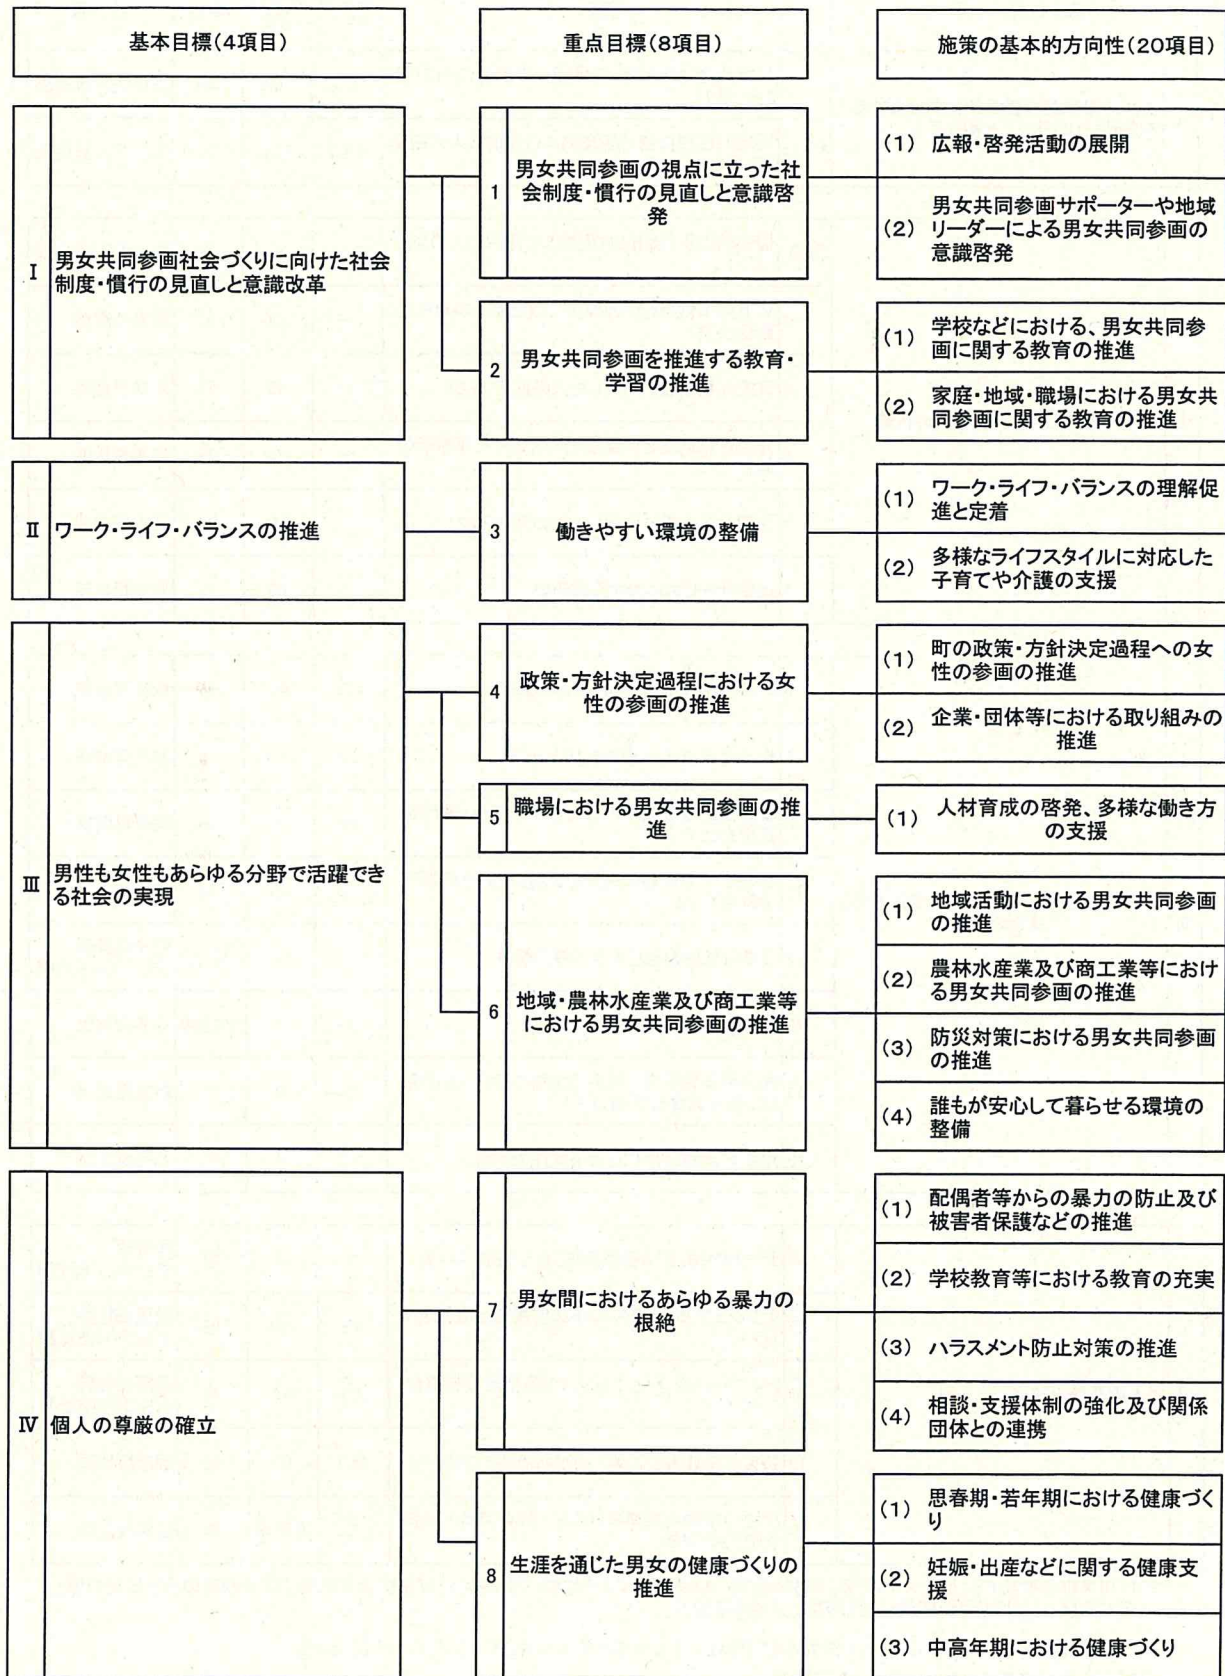 基本目標(4項目)
重点目標(8項目)
施策の基本的方向性(20項目)
Ⅰ
男女共同参画社会づくりに向けた社会
制度・慣行の見直しと意識改革
1
男女共同参画の視点に立った社
会制度・慣行の見直しと意識啓
発
(1) 広報・啓発活動の展開
(2) 男女共同参画サポーターや地域
リーダーによる男女共同参画の
意識啓発
2
男女共同参画を推進する教育・
学習の推進
(1) 学校などにおける、男女共同参
画に関する教育の推進
(2) 家庭・地域・職場における男女共
同参画に関する教育の推進
Ⅱ
ワーク・ライフ・バランスの推進
3
働きやすい環境の整備
(1) ワーク・ライフ・バランスの理解促
進と定着
(2) 多様なライフスタイルに対応した
子育てや介護の支援
Ⅲ
男性も女性もあらゆる分野で活躍でき
る社会の実現
4
政策・方針決定過程における女
性の参画の推進
(1) 町の政策・方針決定過程への女
性の参画の推進
(2) 企業・団体等における取り組みの
推進
5
職場における男女共同参画の推
進
(1) 人材育成の啓発、多様な働き方
の支援
6
地域・農林水産業及び商工業等
における男女共同参画の推進
(1) 地域活動における男女共同参画
の推進
(2) 農林水産業及び商工業等におけ
る男女共同参画の推進
(3) 防災対策における男女共同参画
の推進
(4) 誰もが安心して暮らせる環境の
整備
Ⅳ
個人の尊厳の確立
7
男女間におけるあらゆる暴力の
根絶
(1) 配偶者等からの暴力の防止及び
被害者保護などの推進
(2) 学校教育等における教育の充実
(3) ハラスメント防止対策の推進
(4) 相談・支援体制の強化及び関係
団体との連携
8
生涯を通じた男女の健康づくりの
推進
(1) 思春期・若年期における健康づく
り
(2) 妊娠・出産などに関する健康支
援
(3) 中高年期における健康づくり